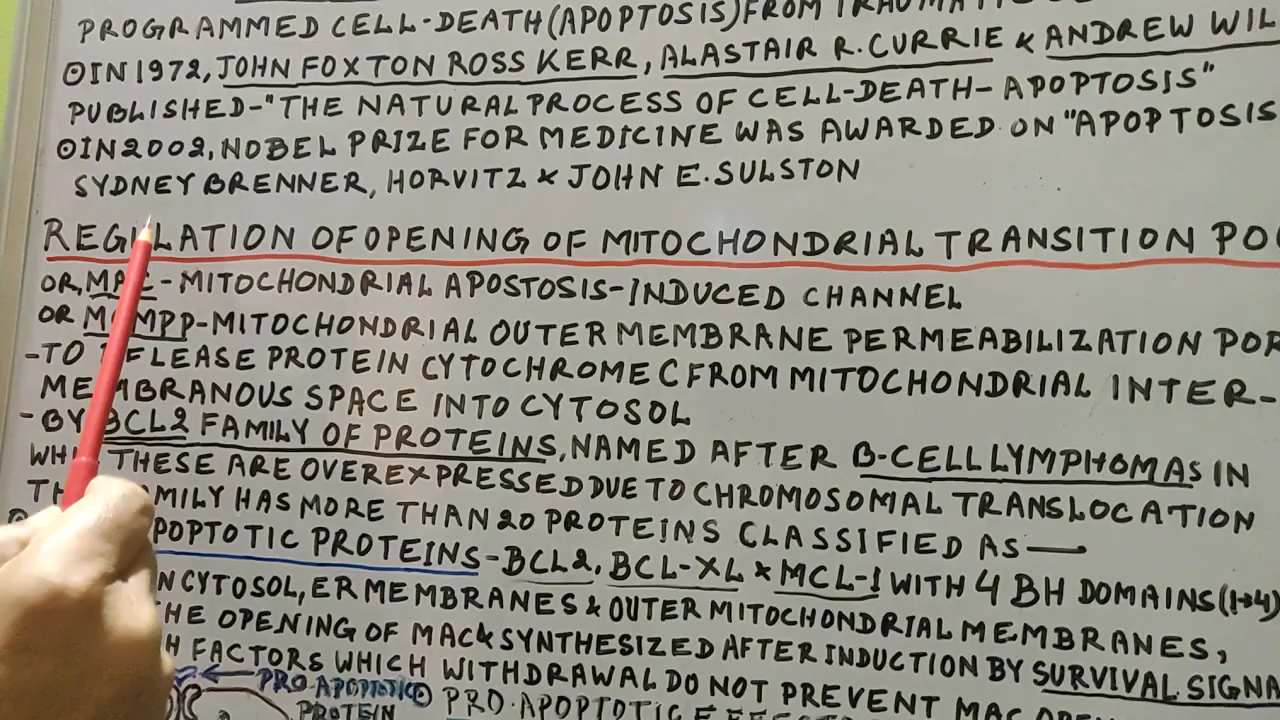 PROGRAMMED CELL-DEATH (APOPTOSIS) FROM
⊙IN 1972, JOHN FOXTON ROSS KERR, ALASTAIR R. CURRIE & ANDREW
PUBLISHED-"THE NATURAL PROCESS OF CELL-DEATH- APOPTOSIS"
⊙IN 2002, NOBEL PRIZE FOR MEDICINE WAS AWARDED ON "APOPTOSIS
SYDNEY BRENNER, HORVITZ & JOHN E. SULSTON
REGULATION OF OPENING OF MITOCHONDRIAL TRANSITION
OR, MAC - MITOCHONDRIAL APOSTOSIS-INDUCED CHANNEL
OR -MITOCHONDRIAL OUTER MEMBRANE PERMEABILIZATION
-TO RELEASE PROTEIN CYTOCHROME C FROM MITOCHONDRIAL INTER-
MEMBRANOUS SPACE INTO CYTOSOL
-BY BCL2 FAMILY OF PROTEINS, NAMED AFTER B-CELL LYMPHOMAS IN
THESE ARE OVEREXPRESSED DUE TO CHROMOSOMAL TRANSLOCATION
HAS MORE THAN 20 PROTEINS CLASSIFIED AS
PROTEINS-BCL2, BCL-XL & MCL-1 WITH 4 BH DOMAINS (1→4)
CYTOSOL, ER MEMBRANES & OUTER MITOCHONDRIAL MEMBRANES,
OPENING OF MAC & SYNTHESIZED AFTER INDUCTION BY SURVIVAL
FACTORS WHICH WITHDRAWAL DO NOT PREVENT MAC
PRO-APOPTOTIC ⊙ PRO-APOPTOTIC
PROTEIN